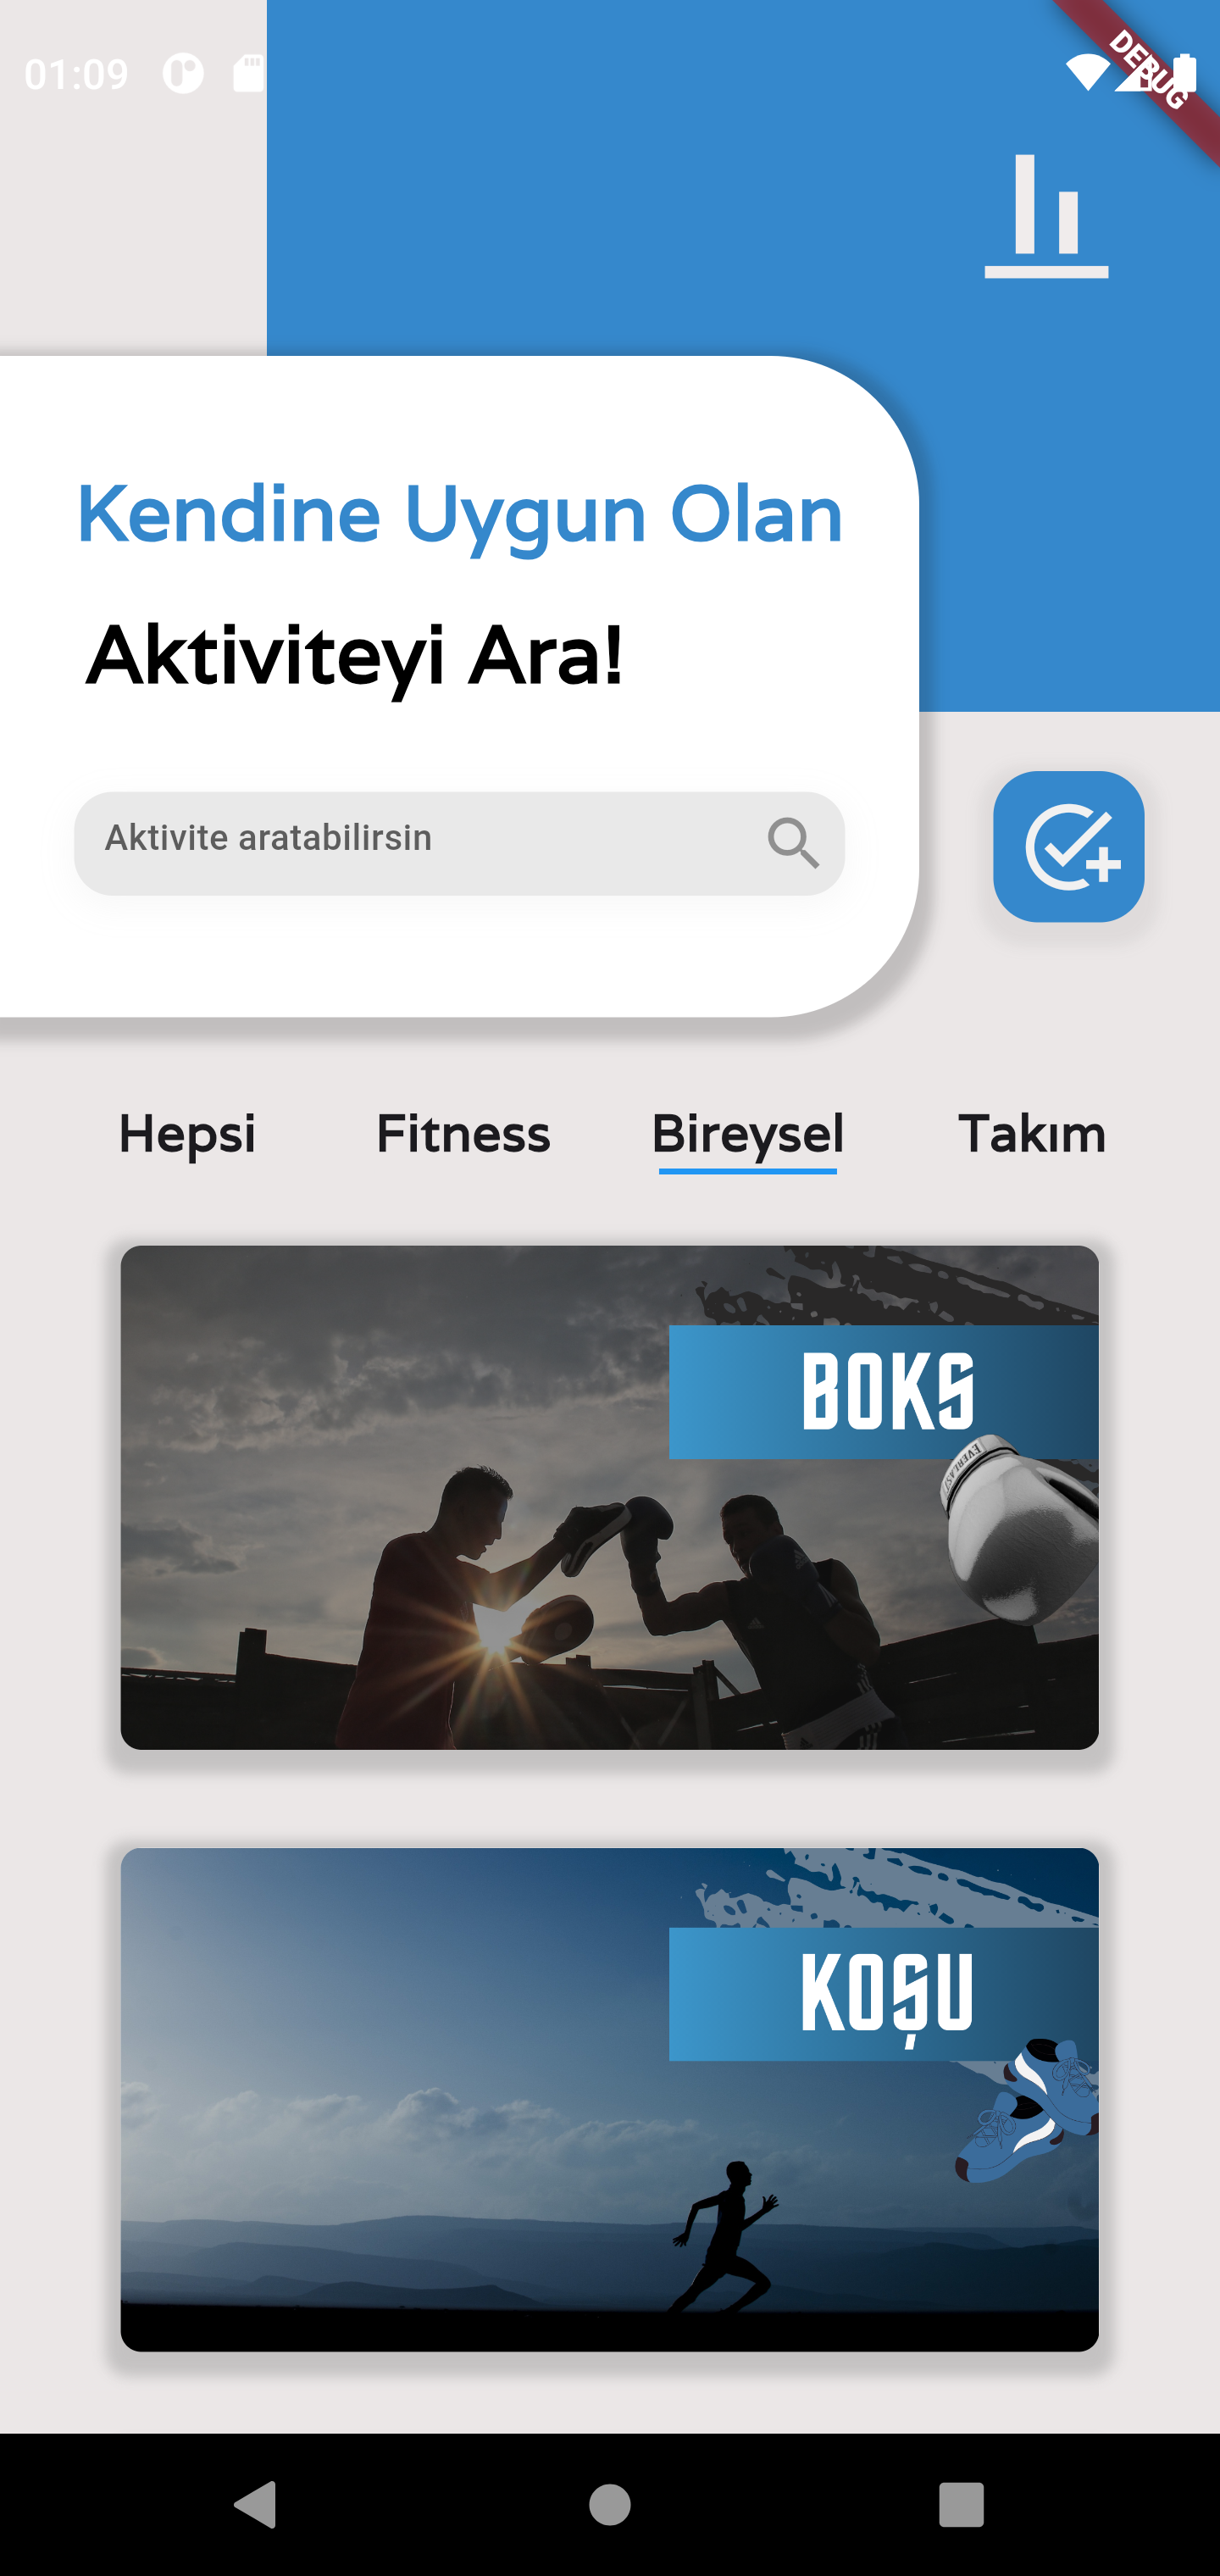 01:09
DEBUG
Kendine Uygun Olan
Aktiviteyi Ara!
Aktivite aratabilirsin
Hepsi Fitness Bireysel Takım
BOKS
EVERLAST
KOŞU